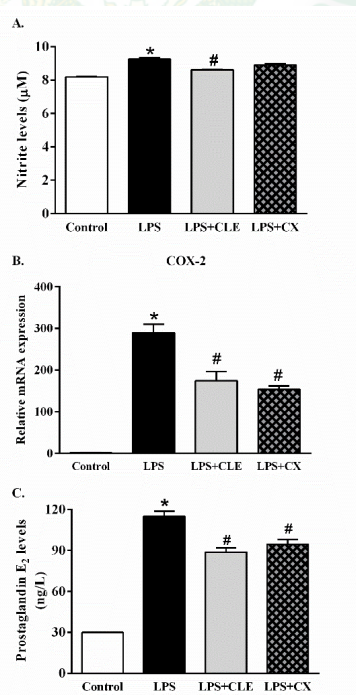 A.
Nitrite levels (µM)
10
8
6
4
2
0
*
#
Control LPS LPS+CLE LPS+CX
B.
COX-2
Relative mRNA expression
400
300
200
100
0
*
#
#
Control LPS LPS+CLE LPS+CX
C.
Prostaglandin E₂ levels
(ng/L)
120
90
60
30
0
*
#
#
Control LPS LPS+CLE LPS+CX